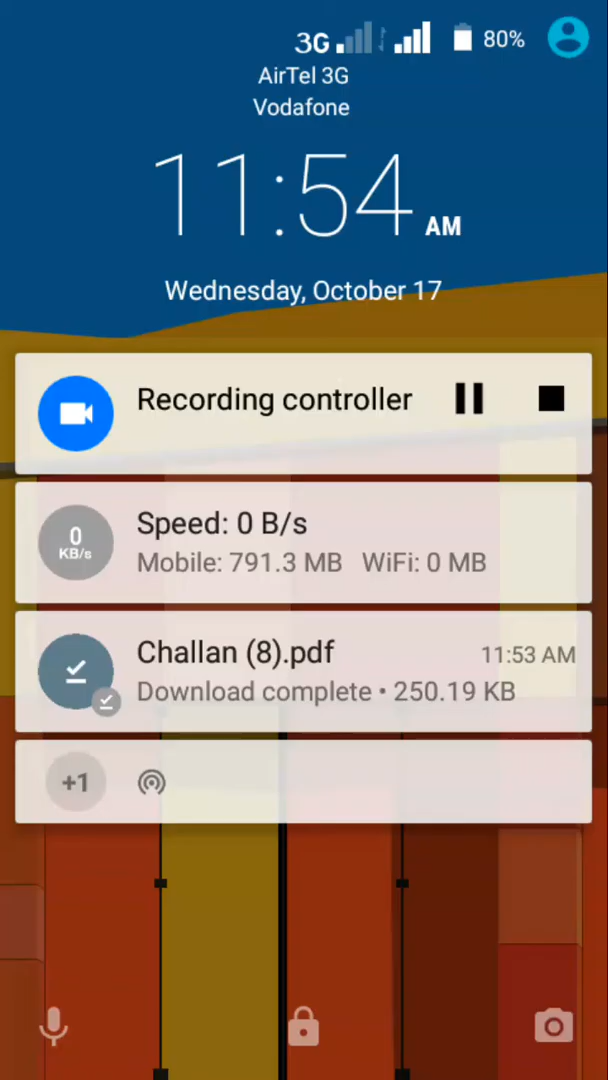 3G 80%
AirTel 3G
Vodafone
11:54 AM
Wednesday, October 17
Recording controller
0 KB/s
Speed: 0 B/s
Mobile: 791.3 MB WiFi: 0 MB
Challan (8).pdf 11:53 AM
Download complete • 250.19 KB
+1